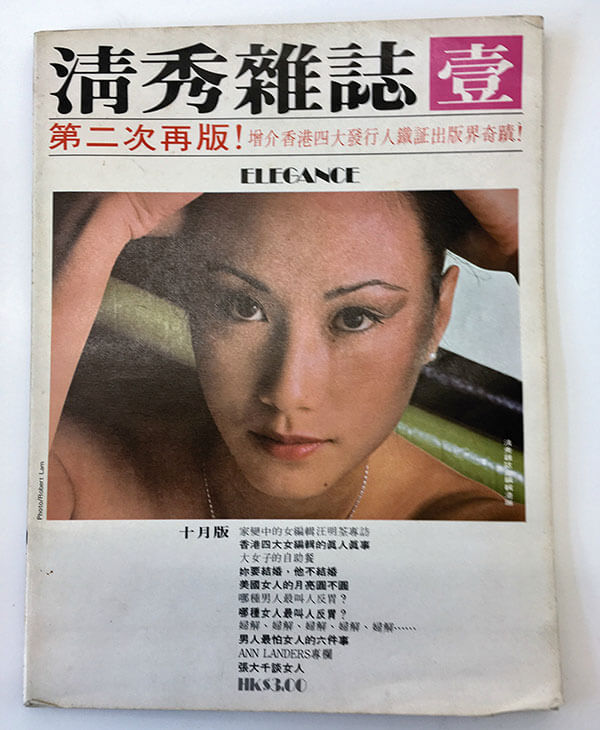 清秀雜誌 壹
第二次再版！增介香港四大發行人鐵証出版界奇蹟！
ELEGANCE
Photo/Robert Lam
十月版
家變中的女編輯汪明荃專訪
香港四大女編輯的眞人眞事
大女子的自助餐
妳要結婚，他不結婚
美國女人的月亮圓不圓
哪種男人最叫人反胃？
哪種女人最叫人反胃？
婦解、婦解、婦解、婦解、婦解……
男人最怕女人的六件事
ANN LANDERS專欄
張大千談女人
HK$3.00